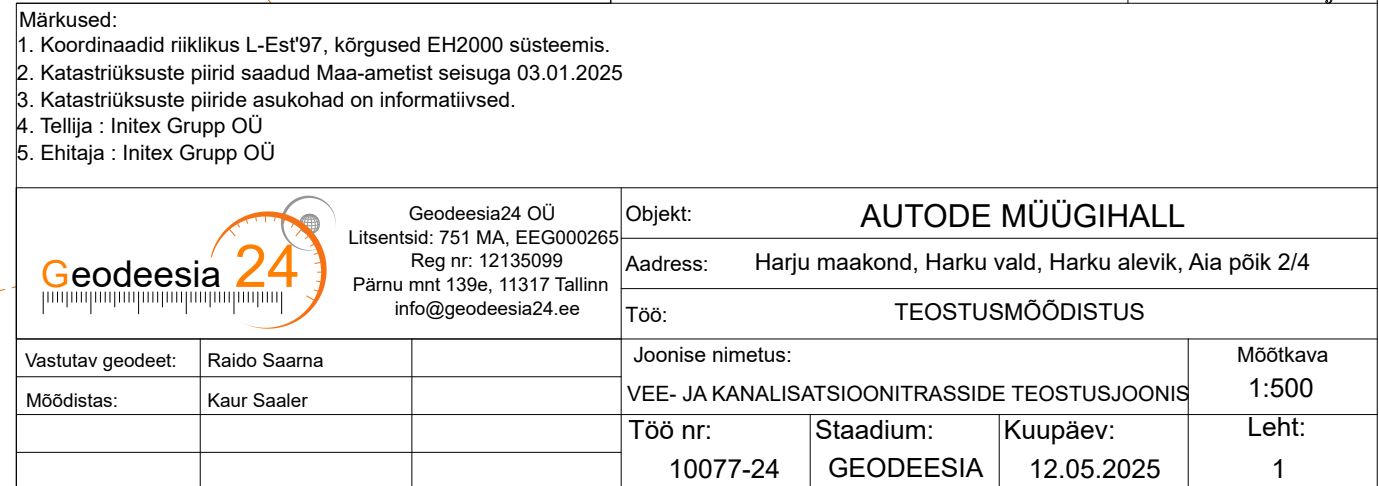 Märkused:
1. Koordinaadid riiklikus L-Est'97, kõrgused EH2000 süsteemis.
2. Katastriüksuste piirid saadud Maa-ametist seisuga 03.01.2025
3. Katastriüksuste piiride asukohad on informatiivsed.
4. Tellija : Initex Grupp OÜ
5. Ehitaja : Initex Grupp OÜ
Geodeesia 24
Geodeesia24 OÜ
Litsentsid: 751 MA, EEG000265
Reg nr: 12135099
Pärnu mnt 139e, 11317 Tallinn
info@geodeesia24.ee
Objekt: AUTODE MÜÜGIHALL
Aadress: Harju maakond, Harku vald, Harku alevik, Aia põik 2/4
Töö: TEOSTUSMÕÕDISTUS
Vastutav geodeet: Raido Saarna
Mõõdistas: Kaur Saaler
Joonise nimetus:
VEE- JA KANALISATSIOONITRASSIDE TEOSTUSJOONIS
Mõõtkava
1:500
Töö nr:
10077-24
Staadium:
GEODEESIA
Kuupäev:
12.05.2025
Leht:
1